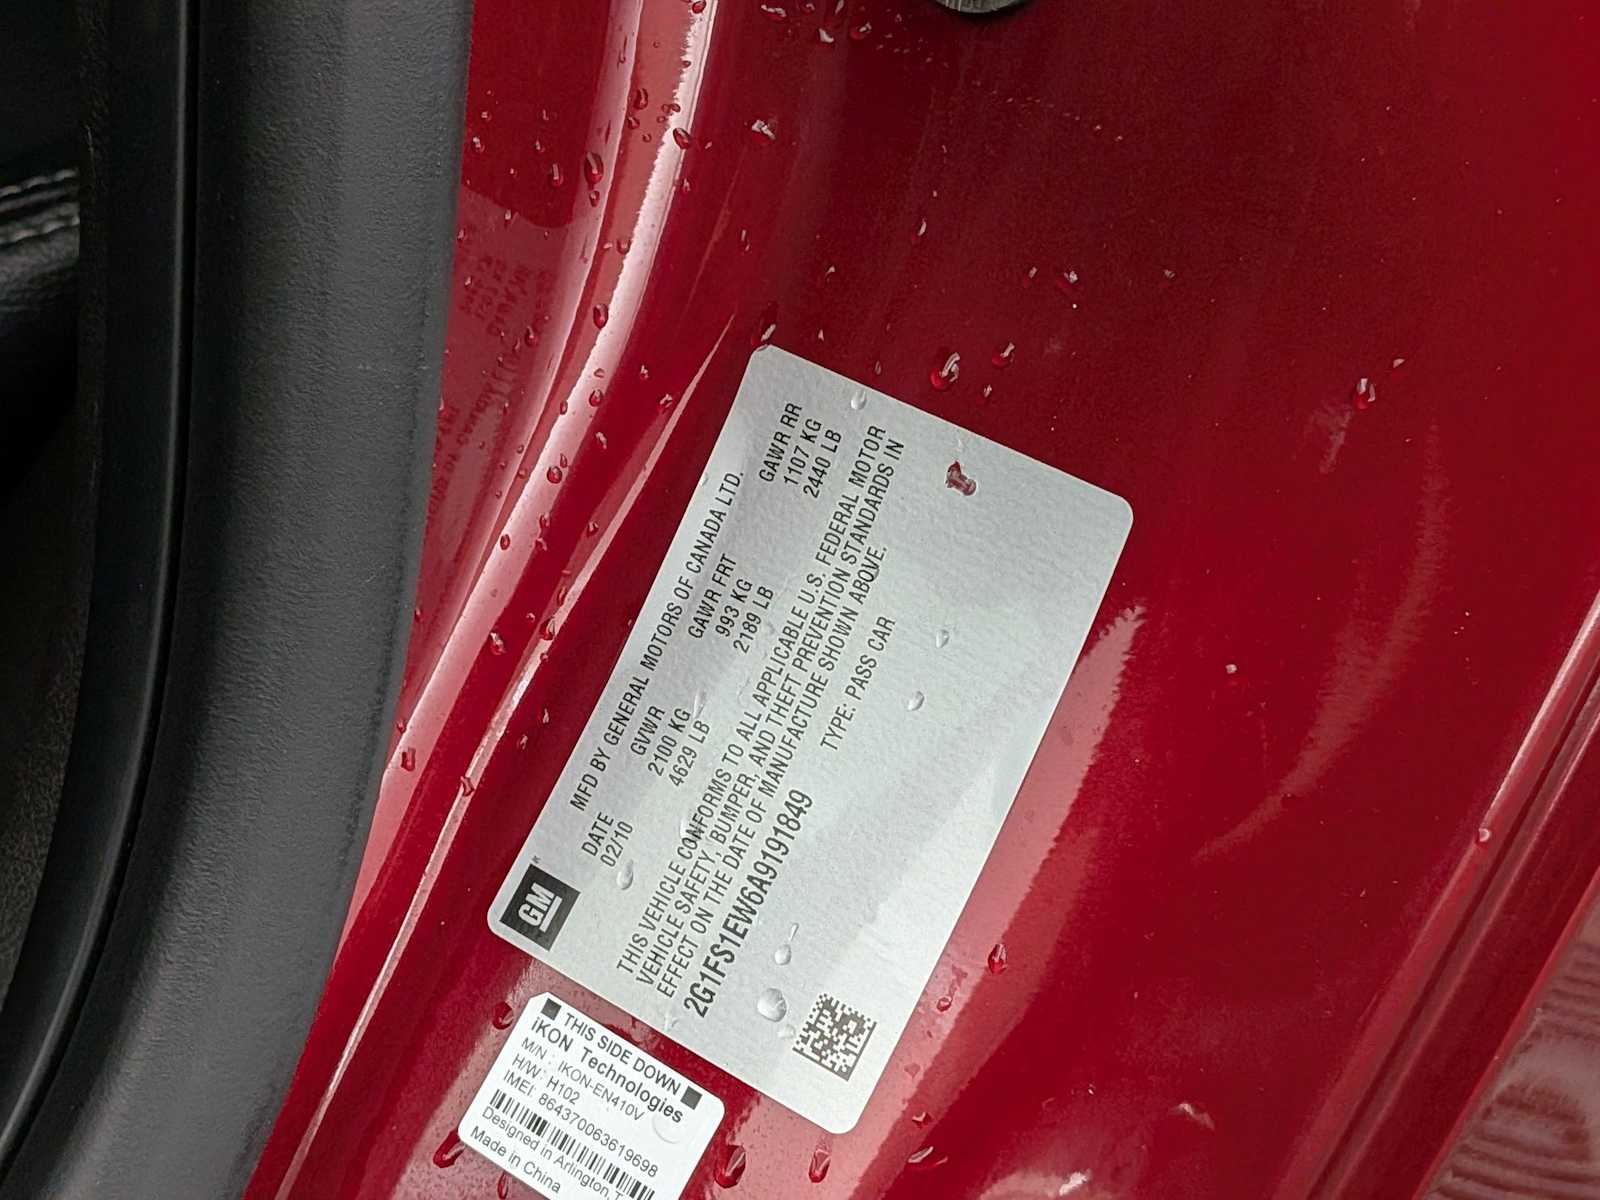 GM
MFD BY GENERAL MOTORS OF CANADA LTD.
DATE GVWR GAWR FRT GAWR RR
02/10 2100 KG 993 KG 1107 KG
4629 LB 2189 LB 2440 LB
THIS VEHICLE CONFORMS TO ALL APPLICABLE U.S. FEDERAL MOTOR
VEHICLE SAFETY, BUMPER, AND THEFT PREVENTION STANDARDS IN
EFFECT ON THE DATE OF MANUFACTURE SHOWN ABOVE.
2G1FS1EW6A9191849 TYPE: PASS CAR
THIS SIDE DOWN
iKON Technologies
M/N: IKON-EN410V
H/W: H102
IMEI: 864370063619698
Designed in Arlington,
Made in China